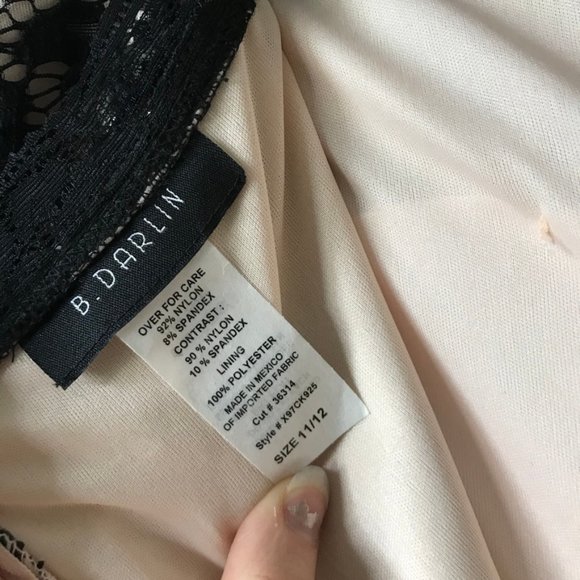 B. DARLIN
OVER FOR CARE
92% NYLON
8% SPANDEX
CONTRAST :
90 % NYLON
10 % SPANDEX
LINING
100% POLYESTER
MADE IN MEXICO
OF IMPORTED FABRIC
Cut # 36314
Style # X97CK925
SIZE 11/12